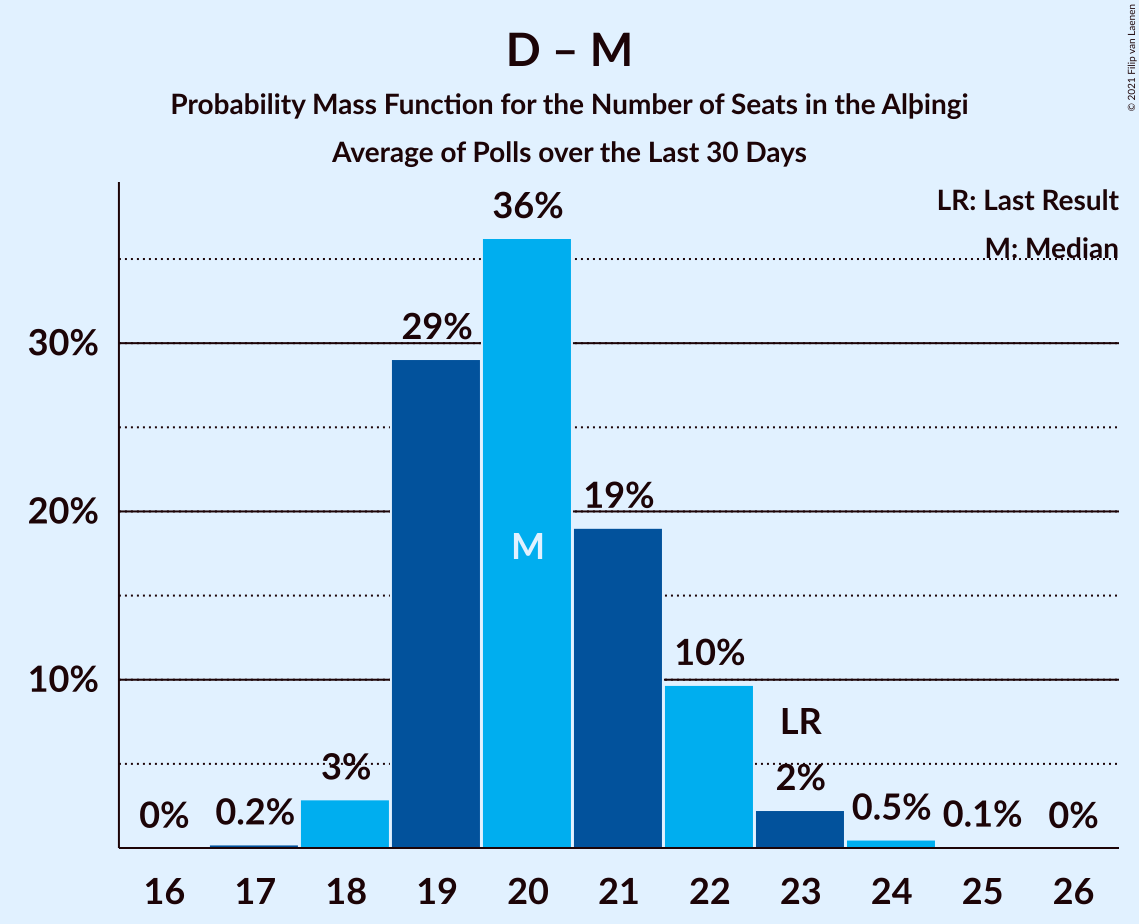 D – M
Probability Mass Function for the Number of Seats in the Alþingi
Average of Polls over the Last 30 Days
© 2021 Filip van Laenen
LR: Last Result
M: Median
36%
29%
30%
19%
20%
M
10%
10%
LR
3%
2%
0%
0.2%
0.5%
0.1%
0%
16 17 18 19 20 21 22 23 24 25 26